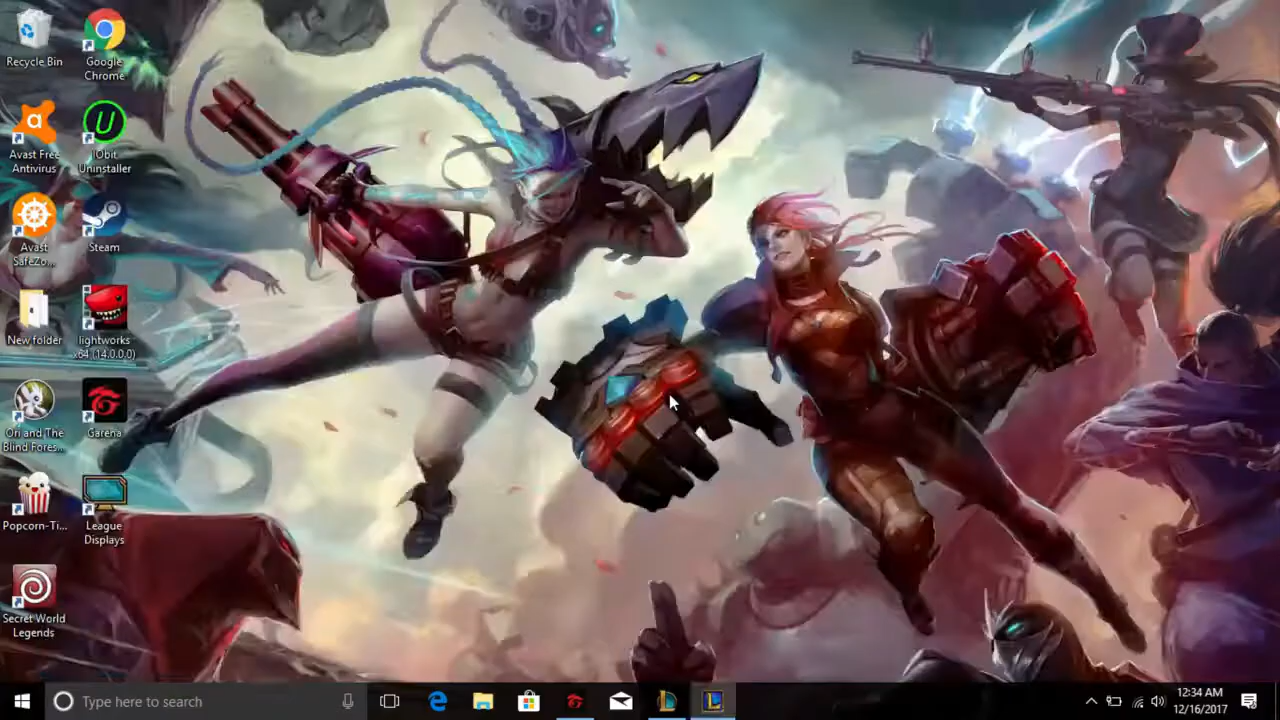 Recycle Bin
Google
Chrome
Avast Free
Antivirus
IObit
Uninstaller
Avast
SafeZo...
Steam
New folder
lightworks
x64 (14.0.0.0)
Ori and The
Blind Fores...
Garena
Popcorn-Ti...
League
Displays
Secret World
Legends
Type here to search
12:34 AM
12/16/2017